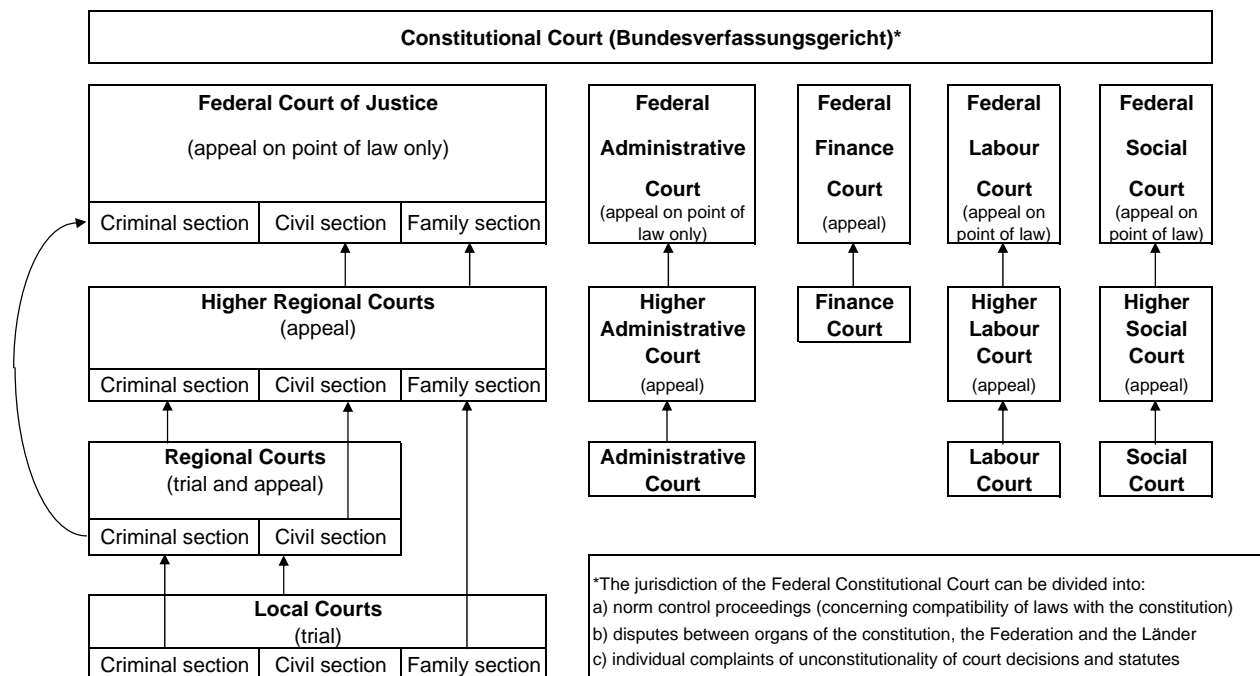 Constitutional Court (Bundesverfassungsgericht)*
Federal Court of Justice
(appeal on point of law only)
Criminal section
Civil section
Family section
Federal
Administrative
Court
(appeal on point of
law only)
Federal
Finance
Court
(appeal)
Federal
Labour
Court
(appeal on
point of law)
Federal
Social
Court
(appeal on
point of law)
Higher Regional Courts
(appeal)
Criminal section
Civil section
Family section
Higher
Administrative
Court
(appeal)
Finance
Court
Higher
Labour
Court
(appeal)
Higher
Social
Court
(appeal)
Regional Courts
(trial and appeal)
Criminal section
Civil section
Administrative
Court
Labour
Court
Social
Court
Local Courts
(trial)
Criminal section
Civil section
Family section
*The jurisdiction of the Federal Constitutional Court can be divided into:
a) norm control proceedings (concerning compatibility of laws with the constitution)
b) disputes between organs of the constitution, the Federation and the Länder
c) individual complaints of unconstitutionality of court decisions and statutes